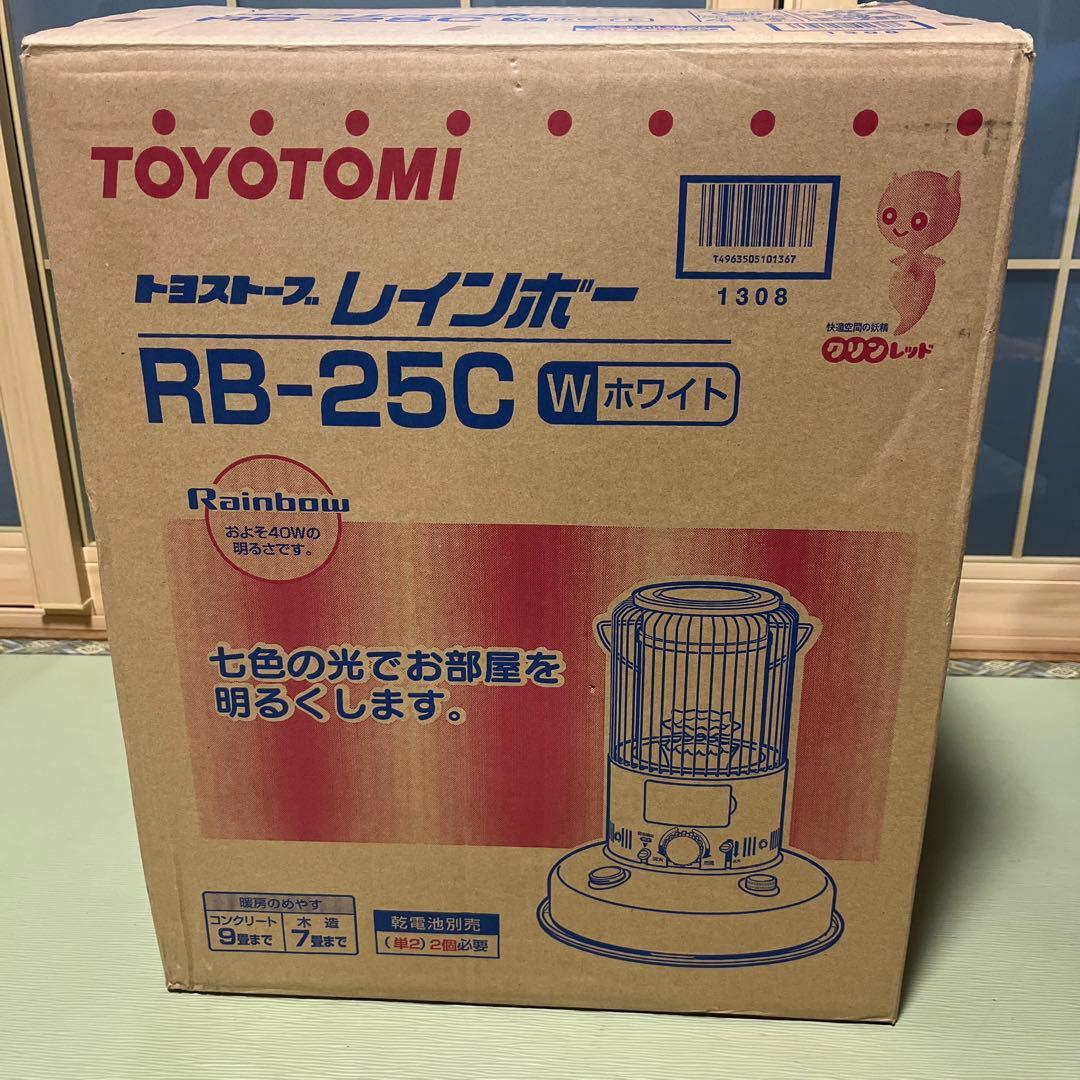 TOYOTOMI
T4963505101367
1308
トヨストーブ レインボー
RB-25C W ホワイト
快適空間の妖精
クリンレッド
Rainbow
およそ40Wの
明るさです。
七色の光でお部屋を
明るくします。
暖房のめやす
コンクリート
9畳まで
木造
7畳まで
乾電池別売
(単2)2個必要